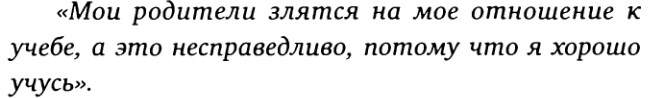 «Мои родители злятся на мое отношение к
учебе, а это несправедливо, потому что я хорошо
учусь».